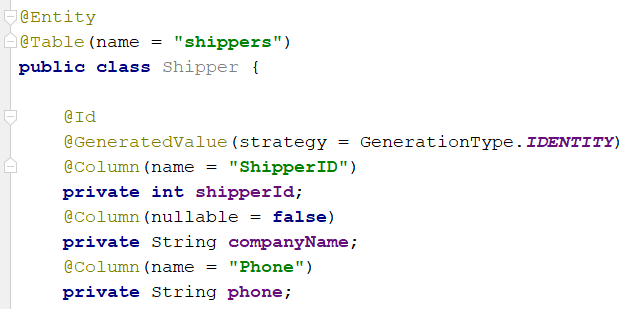 @Entity
@Table(name = "shippers")
public class Shipper {
@Id
@GeneratedValue(strategy = GenerationType.IDENTITY)
@Column(name = "ShipperID")
private int shipperId;
@Column(nullable = false)
private String companyName;
@Column(name = "Phone")
private String phone;